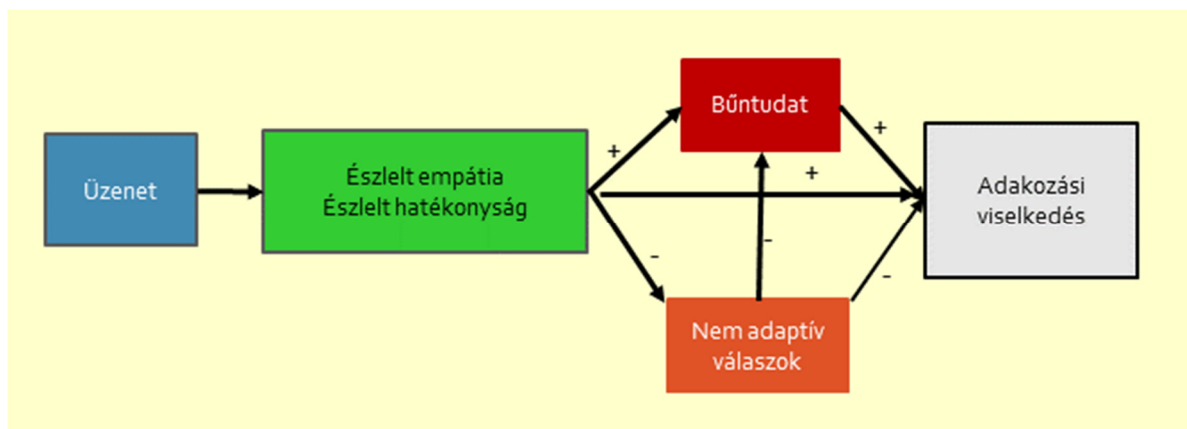 Üzenet
Észlelt empátia
Észlelt hatékonyság
Bűntudat
Nem adaptív
válaszok
Adakozási
viselkedés
+
+
+
-
-
-